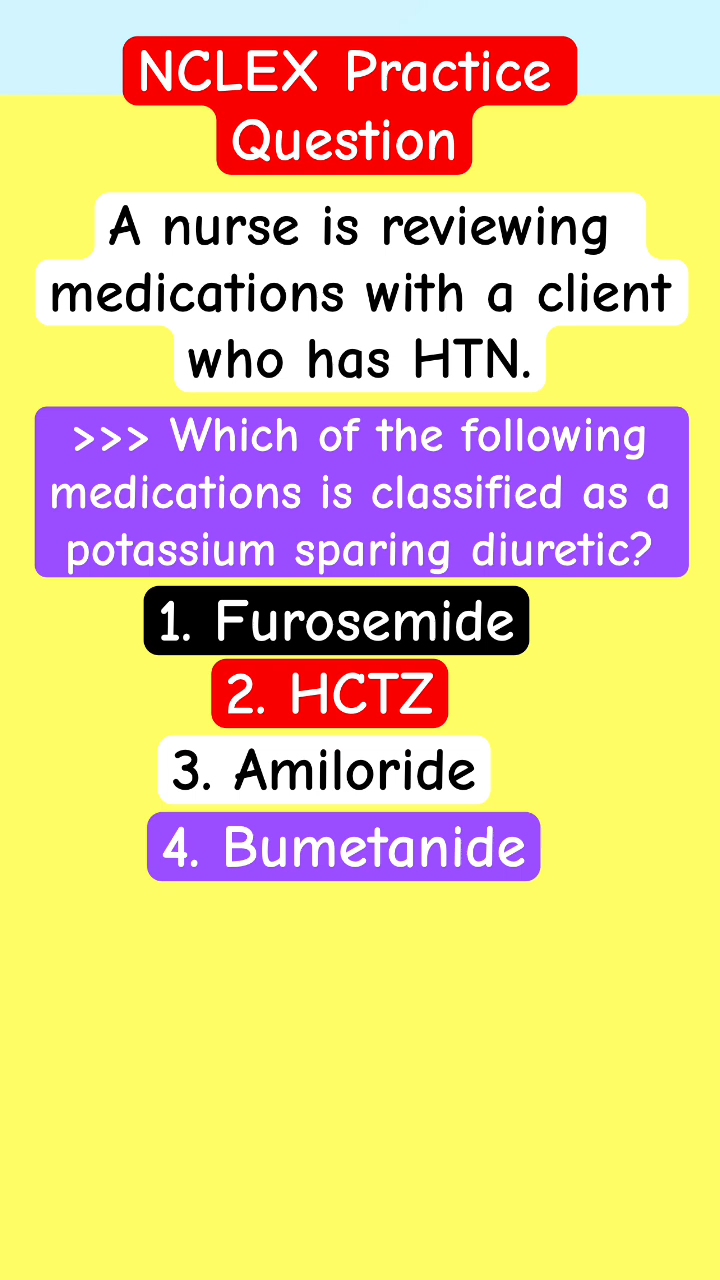 NCLEX Practice
Question
A nurse is reviewing
medications with a client
who has HTN.
>>> Which of the following
medications is classified as a
potassium sparing diuretic?
1. Furosemide
2. HCTZ
3. Amiloride
4. Bumetanide